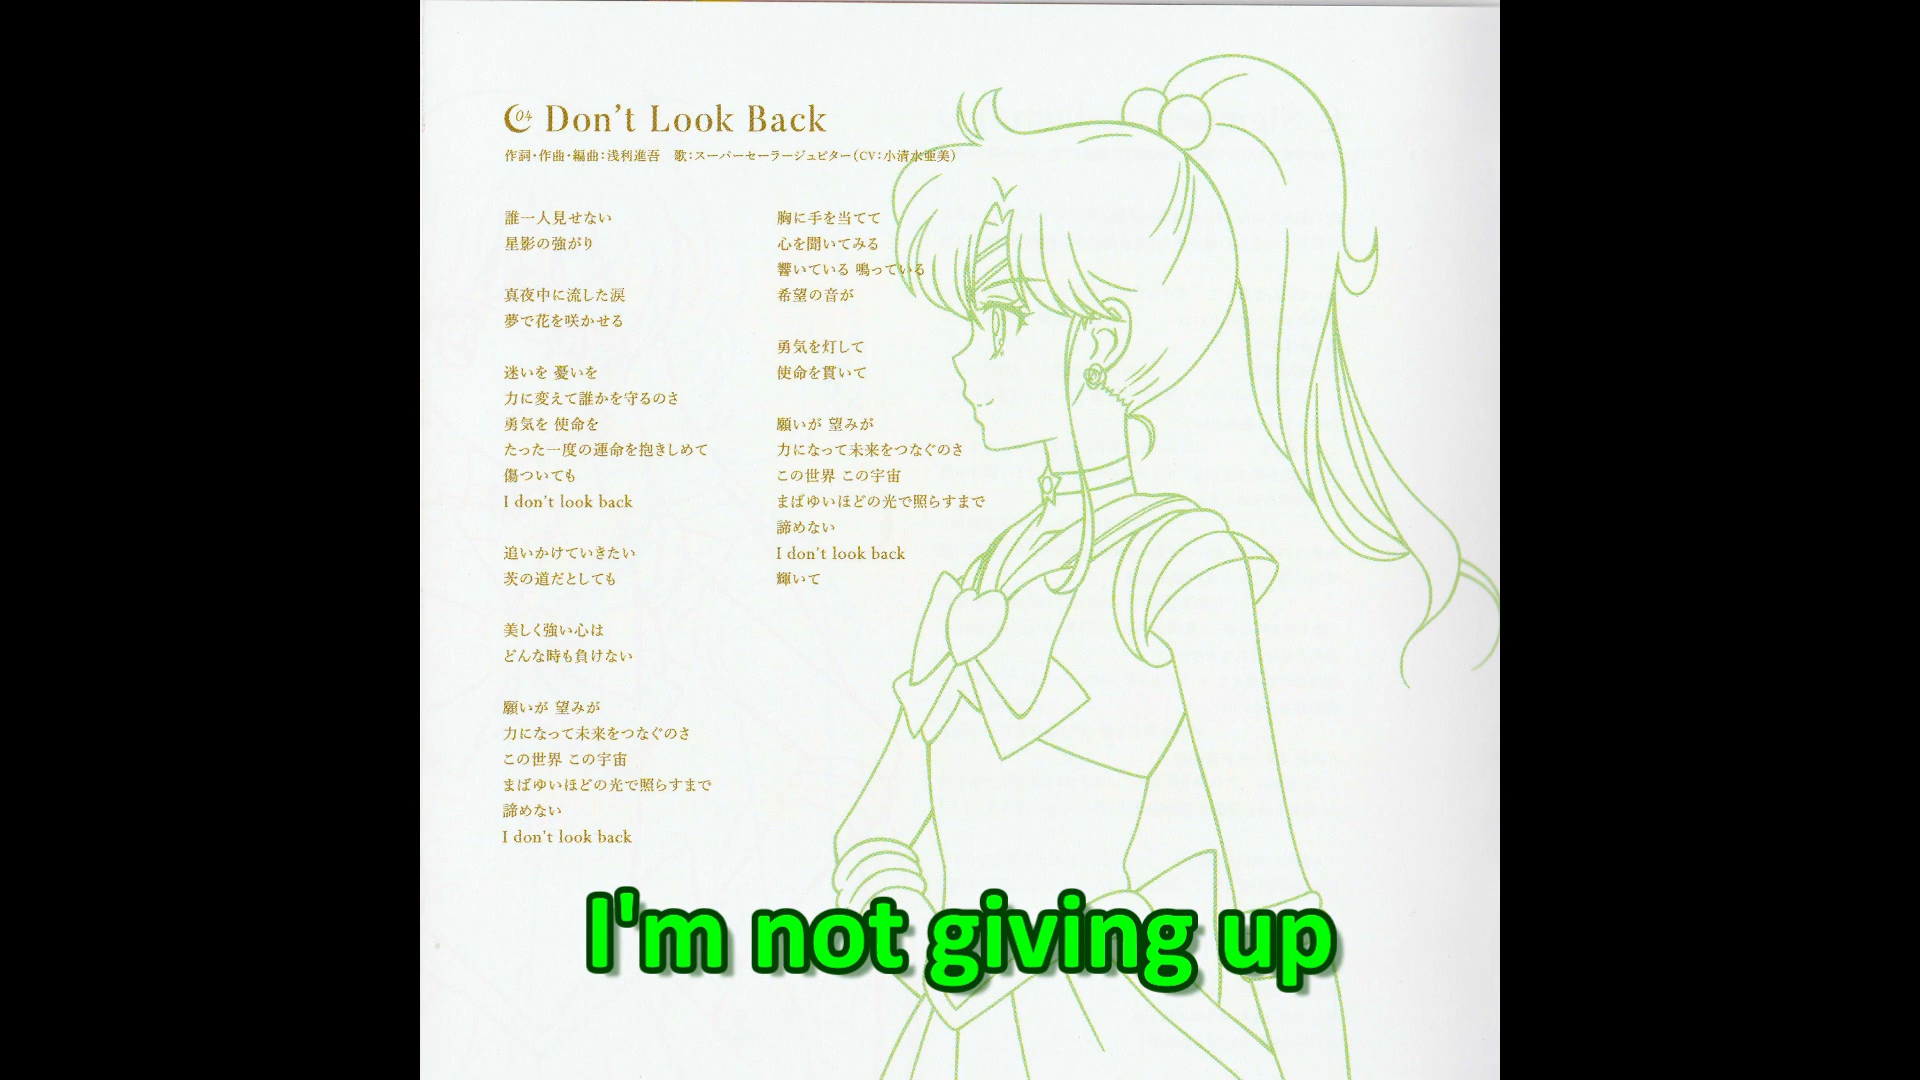 04 Don't Look Back
作詞・作曲・編曲：浅利進吾　歌：スーパーセーラージュピター（CV：小清水亜美）
誰一人見せない
星影の強がり
真夜中に流した涙
夢で花を咲かせる
迷いを 憂いを
力に変えて誰かを守るのさ
勇気を 使命を
たった一度の運命を抱きしめて
傷ついても
I don't look back
追いかけていきたい
茨の道だとしても
美しく強い心は
どんな時も負けない
願いが 望みが
力になって未来をつなぐのさ
この世界 この宇宙
まばゆいほどの光で照らすまで
諦めない
I don't look back
胸に手を当てて
心を聞いてみる
響いている 鳴っている
希望の音が
勇気を灯して
使命を貫いて
願いが 望みが
力になって未来をつなぐのさ
この世界 この宇宙
まばゆいほどの光で照らすまで
諦めない
I don't look back
輝いて
I'm not giving up